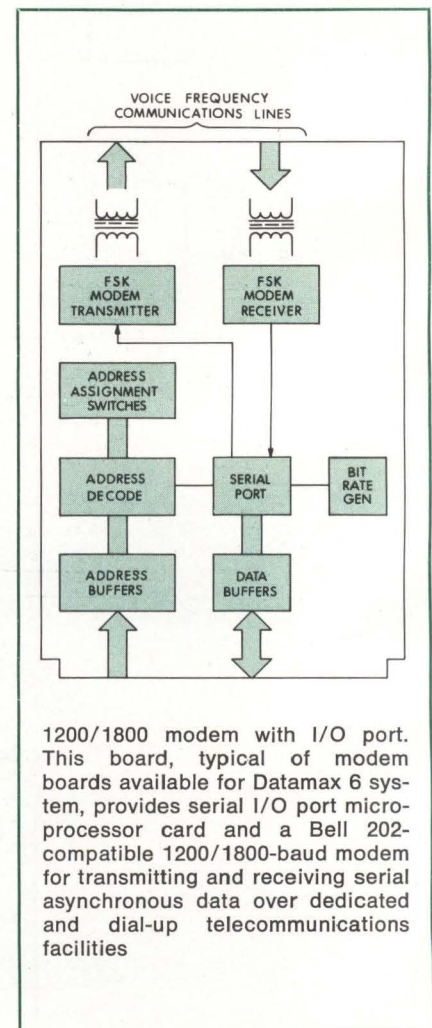 VOICE FREQUENCY
COMMUNICATIONS LINES
FSK
MODEM
TRANSMITTER
FSK
MODEM
RECEIVER
ADDRESS
ASSIGNMENT
SWITCHES
ADDRESS
DECODE
SERIAL
PORT
BIT
RATE
GEN
ADDRESS
BUFFERS
DATA
BUFFERS
1200/1800 modem with I/O port.
This board, typical of modem
boards available for Datamax 6 sys-
tem, provides serial I/O port micro-
processor card and a Bell 202-
compatible 1200/1800-baud modem
for transmitting and receiving serial
asynchronous data over dedicated
and dial-up telecommunications
facilities